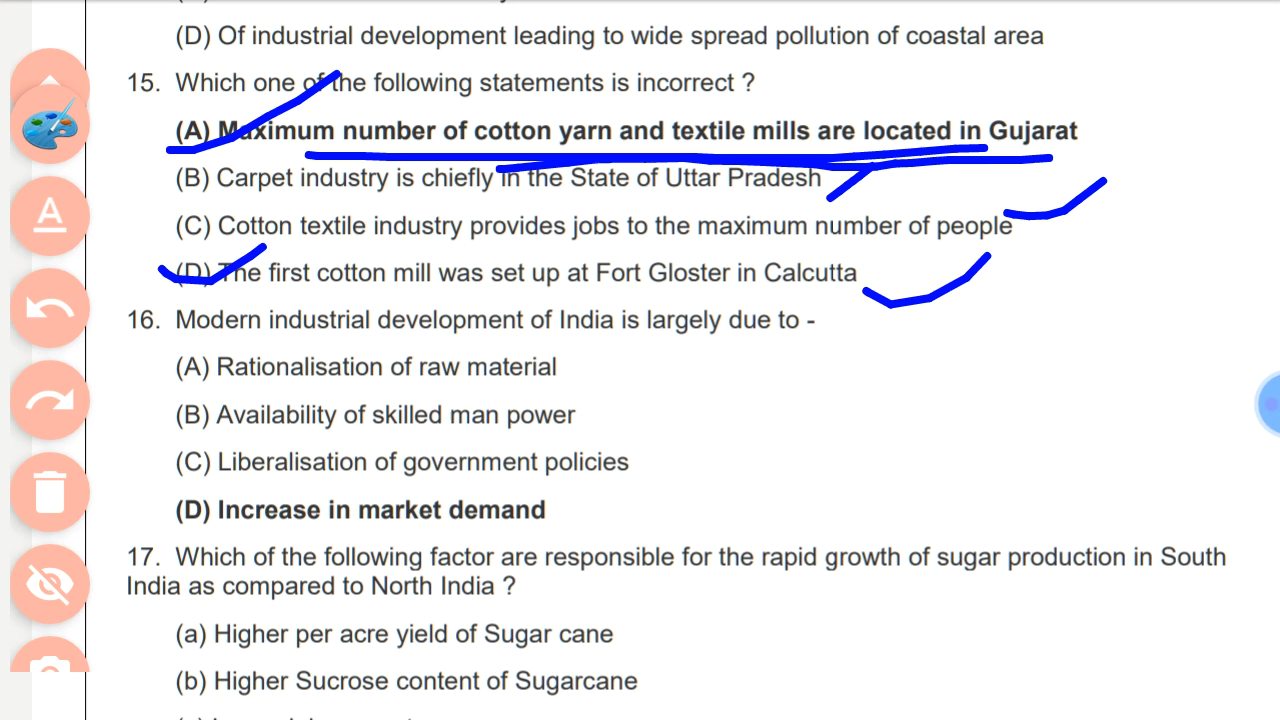 (D) Of industrial development leading to wide spread pollution of coastal area
15. Which one of the following statements is incorrect ?
(A) Maximum number of cotton yarn and textile mills are located in Gujarat
(B) Carpet industry is chiefly in the State of Uttar Pradesh
(C) Cotton textile industry provides jobs to the maximum number of people
(D) The first cotton mill was set up at Fort Gloster in Calcutta
16. Modern industrial development of India is largely due to -
(A) Rationalisation of raw material
(B) Availability of skilled man power
(C) Liberalisation of government policies
(D) Increase in market demand
17. Which of the following factor are responsible for the rapid growth of sugar production in South
India as compared to North India ?
(a) Higher per acre yield of Sugar cane
(b) Higher Sucrose content of Sugarcane
A